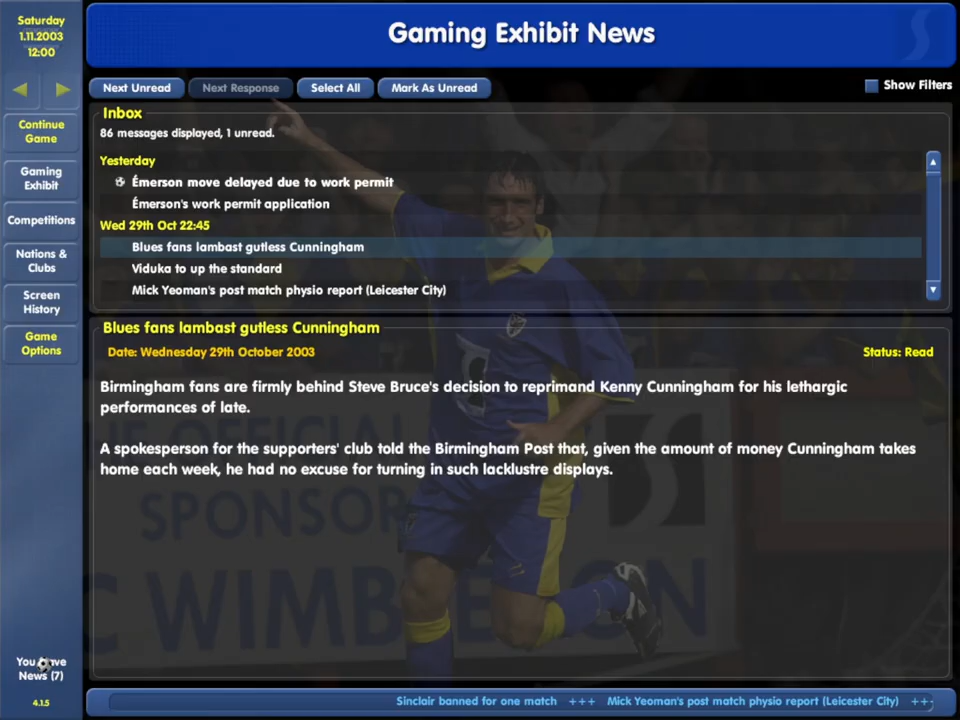 Saturday
1.11.2003
12:00
Continue
Game
Gaming
Exhibit
Competitions
Nations &
Clubs
Screen
History
Game
Options
News (7)
4.1.5
Gaming Exhibit News
Next Unread Next Response Select All Mark As Unread Show Filters
Inbox
86 messages displayed, 1 unread.
Yesterday
Émerson move delayed due to work permit
Émerson's work permit application
Wed 29th Oct 22:45
Blues fans lambast gutless Cunningham
Viduka to up the standard
Mick Yeoman's post match physio report (Leicester City)
Blues fans lambast gutless Cunningham
Date: Wednesday 29th October 2003 Status: Read
Birmingham fans are firmly behind Steve Bruce's decision to reprimand Kenny Cunningham for his lethargic
performances of late.
A spokesperson for the supporters' club told the Birmingham Post that, given the amount of money Cunningham takes
home each week, he had no excuse for turning in such lacklustre displays.
OFFICIAL
SPONSOR
C WIMBLEDON
Sinclair banned for one match +++ Mick Yeoman's post match physio report (Leicester City) ++